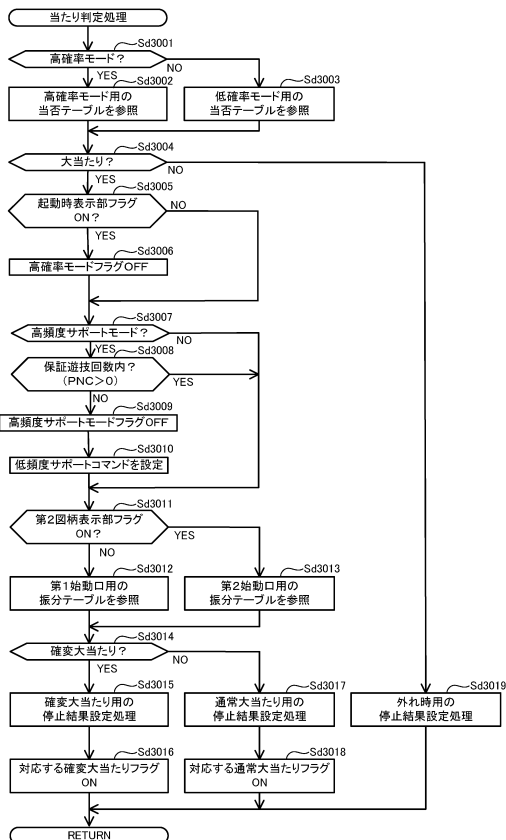 当たり判定処理
Sd3001
高確率モード？
YES
NO
Sd3002
高確率モード用の
当否テーブルを参照
Sd3003
低確率モード用の
当否テーブルを参照
Sd3004
大当たり？
YES
NO
Sd3005
起動時表示部フラグ
ON？
NO
YES
Sd3006
高確率モードフラグOFF
Sd3007
高頻度サポートモード？
YES
NO
Sd3008
保証遊技回数内？
(PNC＞0)
YES
NO
Sd3009
高頻度サポートモードフラグOFF
Sd3010
低頻度サポートコマンドを設定
Sd3011
第2図柄表示部フラグ
ON？
YES
NO
Sd3012
第1始動口用の
振分テーブルを参照
Sd3013
第2始動口用の
振分テーブルを参照
Sd3014
確変大当たり？
YES
NO
Sd3015
確変大当たり用の
停止結果設定処理
Sd3017
通常大当たり用の
停止結果設定処理
Sd3019
外れ時用の
停止結果設定処理
Sd3016
対応する確変大当たりフラグ
ON
Sd3018
対応する通常大当たりフラグ
ON
RETURN